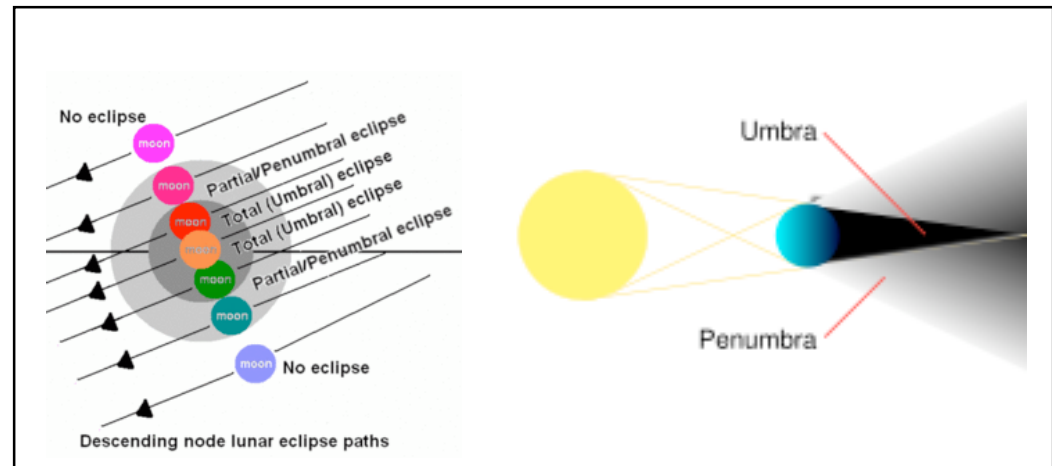 No eclipse
moon
moon
Partial/Penumbral eclipse
moon
Total (Umbral) eclipse
Total (Umbral) eclipse
moon
Partial/Penumbral eclipse
moon
moon
No eclipse
Descending node lunar eclipse paths
Umbra
Penumbra